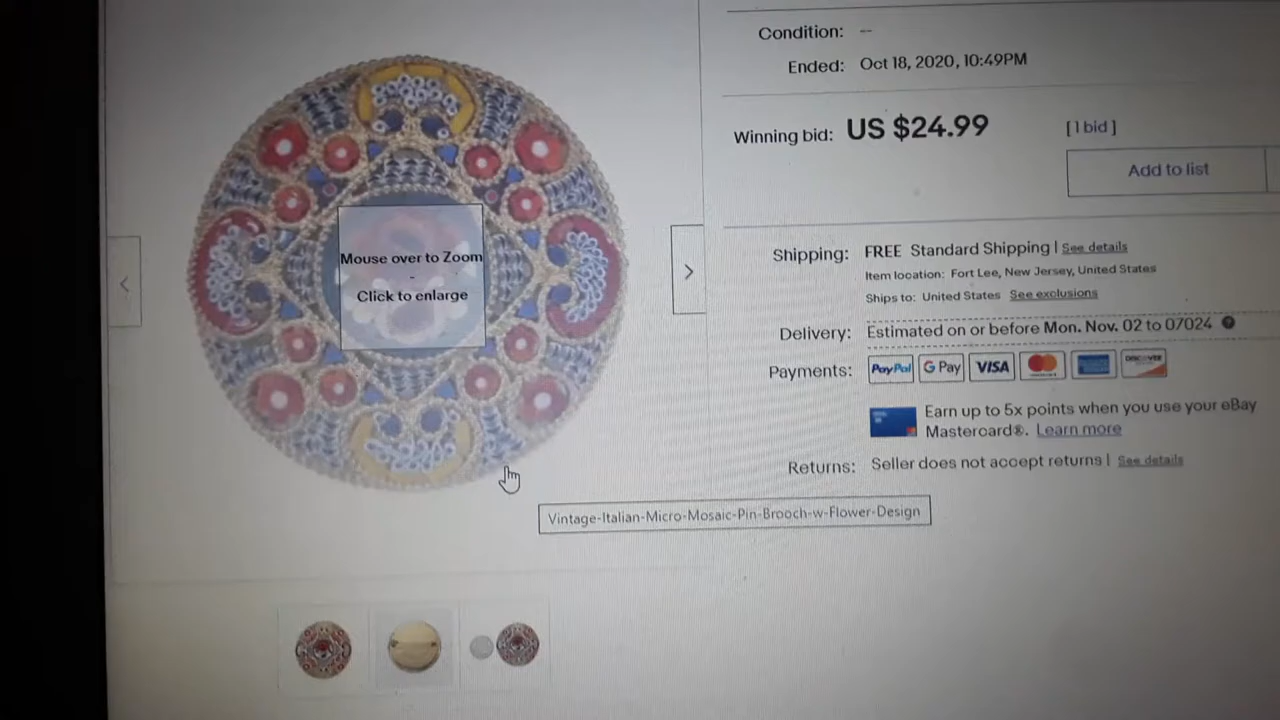 Condition: --
Ended: Oct 18, 2020, 10:49PM
Winning bid: US $24.99 [ 1 bid ]
Add to list
Mouse over to Zoom
-
Click to enlarge
Shipping: FREE Standard Shipping | See details
Item location: Fort Lee, New Jersey, United States
Ships to: United States See exclusions
Delivery: Estimated on or before Mon. Nov. 02 to 07024 ?
Payments: PayPal G Pay VISA MasterCard AMERICAN EXPRESS DISCOVER
Earn up to 5x points when you use your eBay
Mastercard®. Learn more
Returns: Seller does not accept returns | See details
Vintage-Italian-Micro-Mosaic-Pin-Brooch-w-Flower-Design